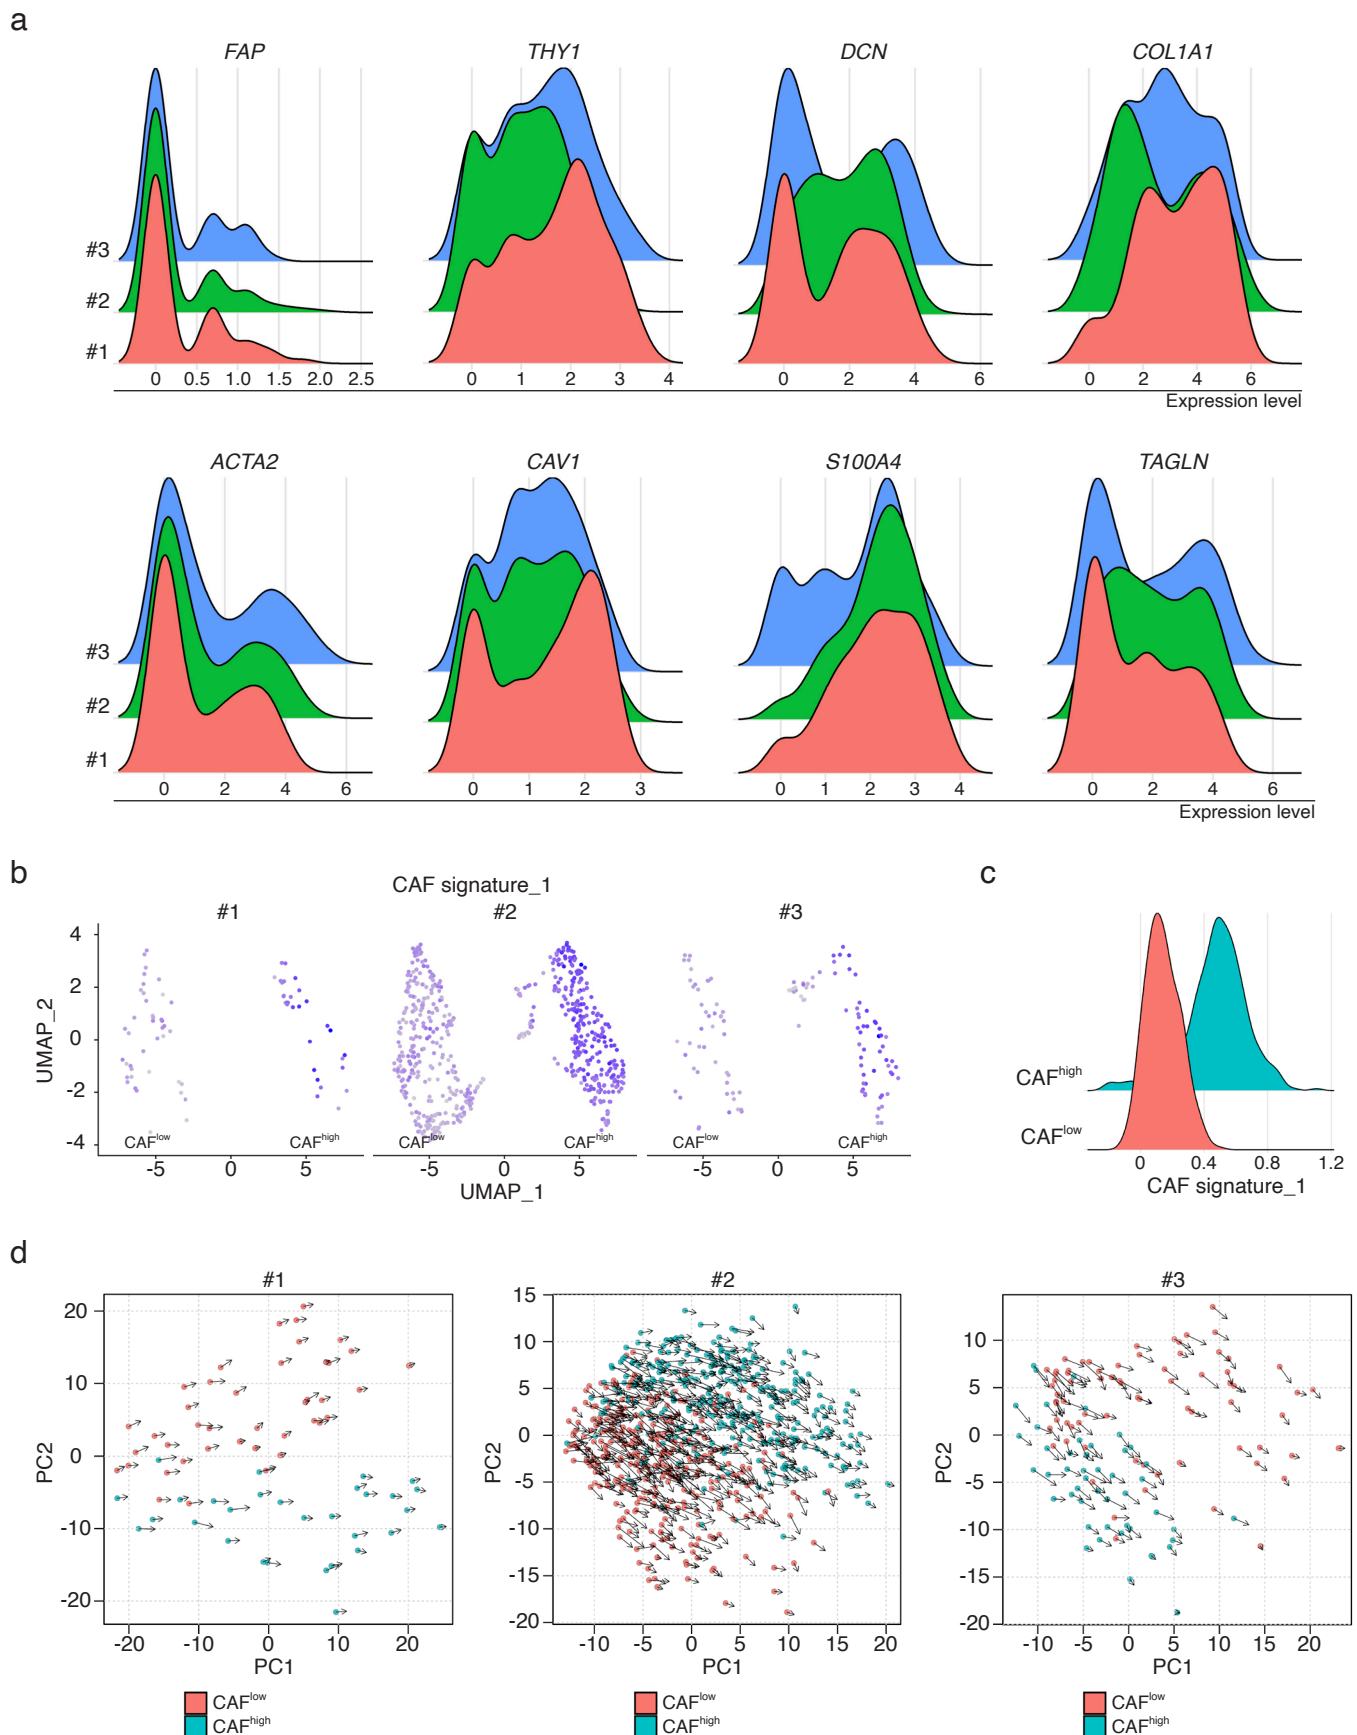 a
FAP THY1 DCN COL1A1
#3
#2
#1
0 0.5 1.0 1.5 2.0 2.5 0 1 2 3 4 0 2 4 6 0 2 4 6
Expression level
ACTA2 CAV1 S100A4 TAGLN
#3
#2
#1
0 2 4 6 0 1 2 3 0 1 2 3 4 0 2 4 6
Expression level
b
CAF signature_1
#1 #2 #3
4
2
0
-2
-4
UMAP_2
CAFlow CAFhigh CAFlow CAFhigh CAFlow CAFhigh
-5 0 5 -5 0 5 -5 0 5
UMAP_1
c
CAFhigh
CAFlow
0 0.4 0.8 1.2
CAF signature_1
d
#1
20
10
0
-10
-20
PC2
-20 -10 0 10 20
PC1
CAFlow
CAFhigh
#2
15
10
5
0
-5
-10
-15
-20
PC2
-10 -5 0 5 10 15 20
PC1
CAFlow
CAFhigh
#3
10
5
0
-5
-10
-15
-20
PC2
-10 -5 0 5 10 15 20
PC1
CAFlow
CAFhigh